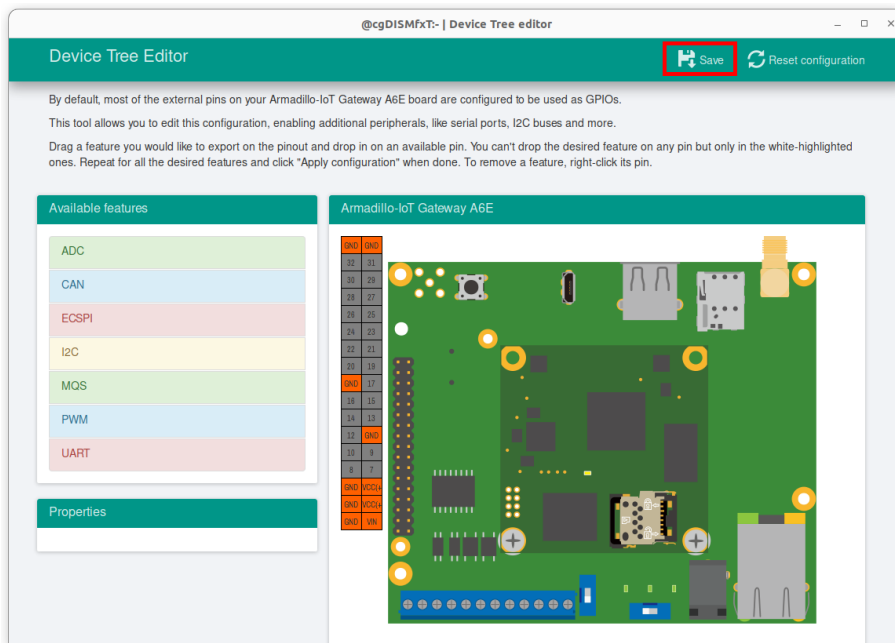 @cgDISMfxT:- | Device Tree editor
Device Tree Editor
Save
Reset configuration
By default, most of the external pins on your Armadillo-IoT Gateway A6E board are configured to be used as GPIOs.
This tool allows you to edit this configuration, enabling additional peripherals, like serial ports, I2C buses and more.
Drag a feature you would like to export on the pinout and drop in on an available pin. You can't drop the desired feature on any pin but only in the white-highlighted
ones. Repeat for all the desired features and click "Apply configuration" when done. To remove a feature, right-click its pin.
Available features
ADC
CAN
ECSPI
I2C
MQS
PWM
UART
Properties
Armadillo-IoT Gateway A6E
GND GND
32 31
30 29
28 27
26 25
24 23
22 21
20 19
GND 17
16 15
14 13
12 GND
10 9
8 7
GND VCC(+
GND VCC(+
GND VIN